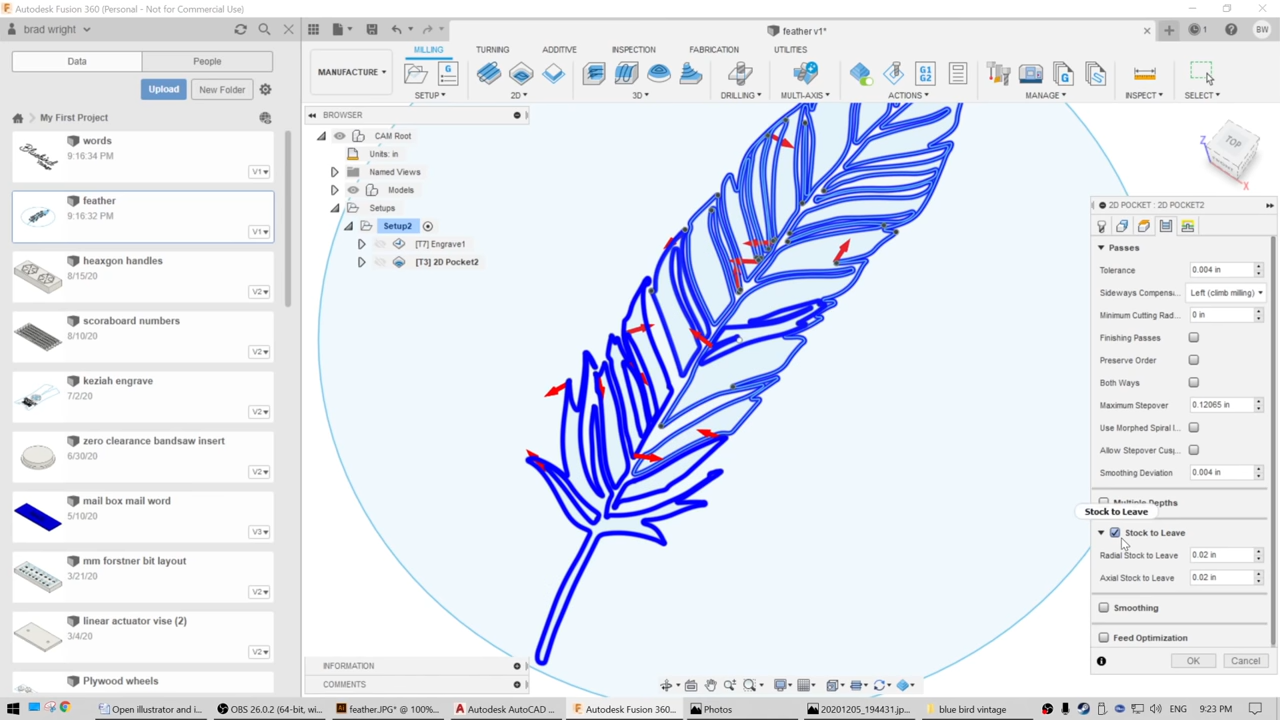 Autodesk Fusion 360 (Personal - Not for Commercial Use)
brad wright
feather v1*
1
BW
Data
People
Upload
New Folder
My First Project
words
9:16:34 PM
V1
feather
9:16:32 PM
V1
heaxgon handles
8/15/20
V2
scoraboard numbers
8/10/20
V2
keziah engrave
7/2/20
V2
zero clearance bandsaw insert
6/30/20
V2
mail box mail word
5/10/20
V3
mm forstner bit layout
3/21/20
V2
linear actuator vise (2)
3/4/20
V2
Plywood wheels
MILLING
TURNING
ADDITIVE
INSPECTION
FABRICATION
UTILITIES
MANUFACTURE
G
G1
G2
SETUP
2D
3D
DRILLING
MULTI-AXIS
ACTIONS
MANAGE
INSPECT
SELECT
BROWSER
CAM Root
Units: in
Named Views
Models
Setups
Setup2
[T7] Engrave1
[T3] 2D Pocket2
INFORMATION
COMMENTS
TOP
Z
X
2D POCKET : 2D POCKET2
Passes
Tolerance 0.004 in
Sideways Compensa... Left (climb milling)
Minimum Cutting Rad... 0 in
Finishing Passes
Preserve Order
Both Ways
Maximum Stepover 0.12065 in
Use Morphed Spiral I...
Allow Stepover Cusp...
Smoothing Deviation 0.004 in
Multiple Depths
Stock to Leave
Stock to Leave
Radial Stock to Leave 0.02 in
Axial Stock to Leave 0.02 in
Smoothing
Feed Optimization
OK
Cancel
Open illustrator and i...
OBS 26.0.2 (64-bit, wi...
feather.JPG* @ 100%...
Autodesk AutoCAD ...
Autodesk Fusion 360...
Photos
20201205_194431.jp...
blue bird vintage
ENG
9:23 PM